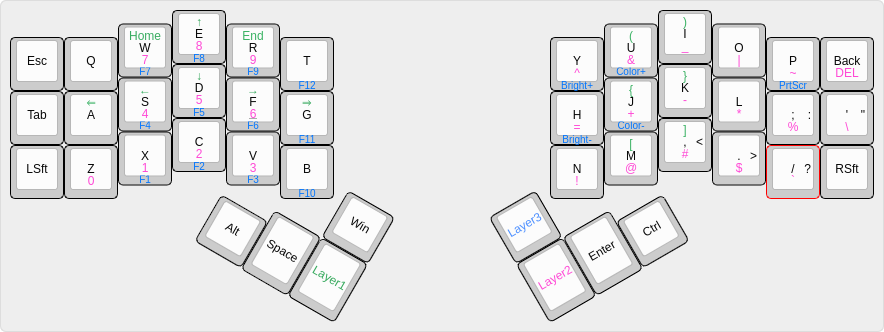 Esc
Q
Home
W
7
F7
↑
E
8
F8
End
R
9
F9
T
F12
Y
^
Bright+
(
U
&
Color+
)
I
_
O
|
P
~
PrtScr
Back
DEL
Tab
⇐
A
←
S
4
F4
↓
D
5
F5
→
F
6
F6
⇒
G
F11
H
=
Bright-
{
J
+
Color-
}
K
-
L
*
; :
%
' "
\
LSft
Z
0
X
1
F1
C
2
F2
V
3
F3
B
F10
N
!
[
M
@
]
, <
#
. >
$
/ ?
`
RSft
Alt
Space
Win
Layer1
Layer3
Layer2
Enter
Ctrl